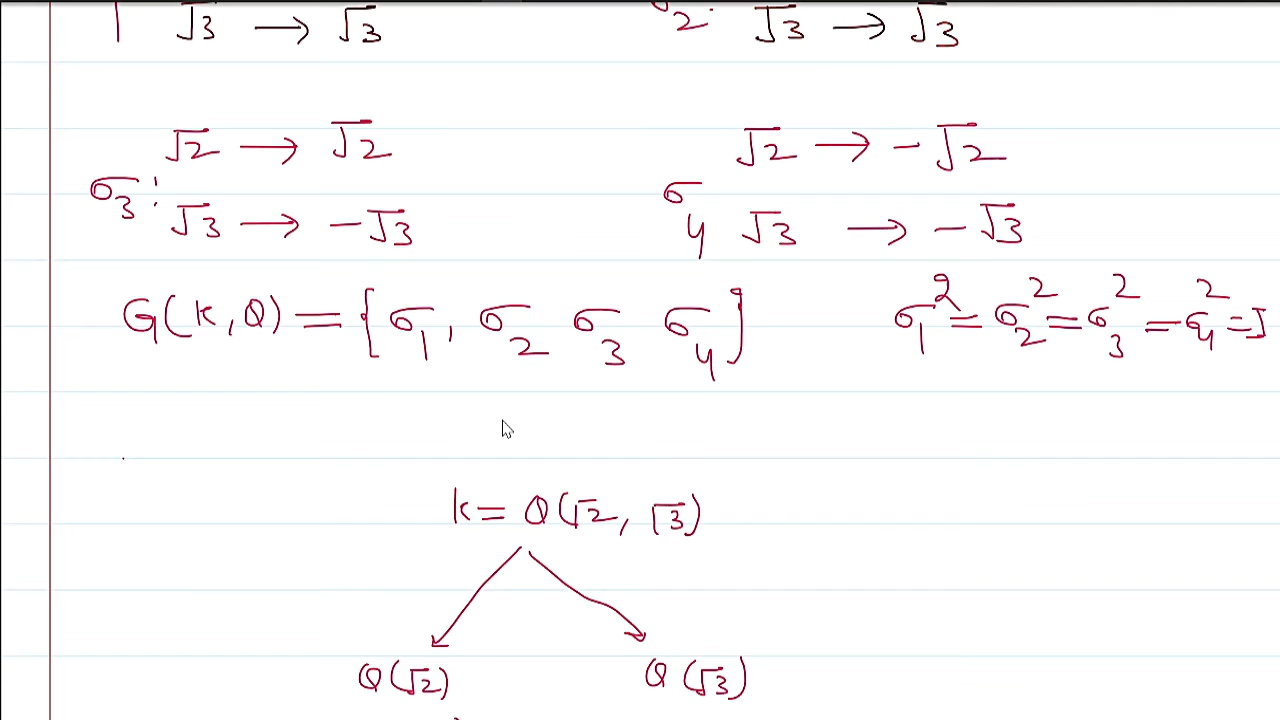 √3 → √3 σ2: √3 → √3
√2 → √2 √2 → -√2
σ3: √3 → -√3 σ4 √3 → -√3
G(K,Q) = {σ1, σ2 σ3 σ4} σ1² = σ2² = σ3² = σ4² = I
K = Q(√2, √3)
Q(√2) Q(√3)